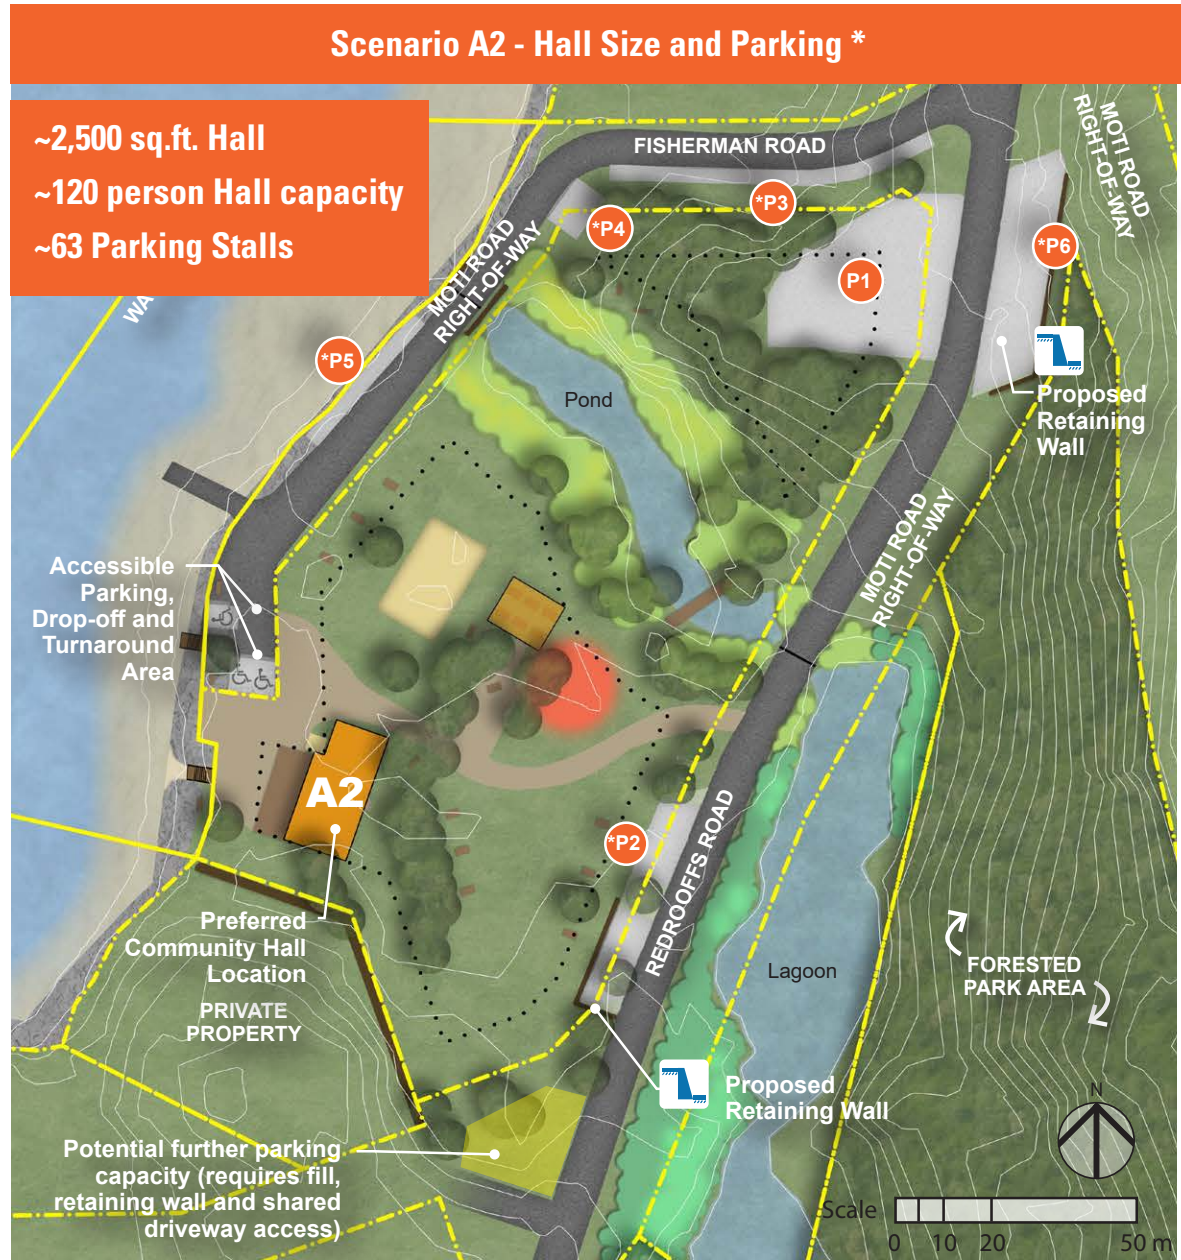 Scenario A2 - Hall Size and Parking *
~2,500 sq.ft. Hall
~120 person Hall capacity
~63 Parking Stalls
FISHERMAN ROAD
MOTI ROAD
RIGHT-OF-WAY
*P3
*P4
*P6
P1
MOTI ROAD
RIGHT-OF-WAY
WA
*P5
Pond
Proposed
Retaining
Wall
MOTI ROAD
RIGHT-OF-WAY
Accessible
Parking,
Drop-off and
Turnaround
Area
A2
*P2
REDROOFFS ROAD
Preferred
Community Hall
Location
PRIVATE
PROPERTY
Lagoon
FORESTED
PARK AREA
Proposed
Retaining Wall
N
Potential further parking
capacity (requires fill,
retaining wall and shared
driveway access)
Scale
0 10 20 50 m